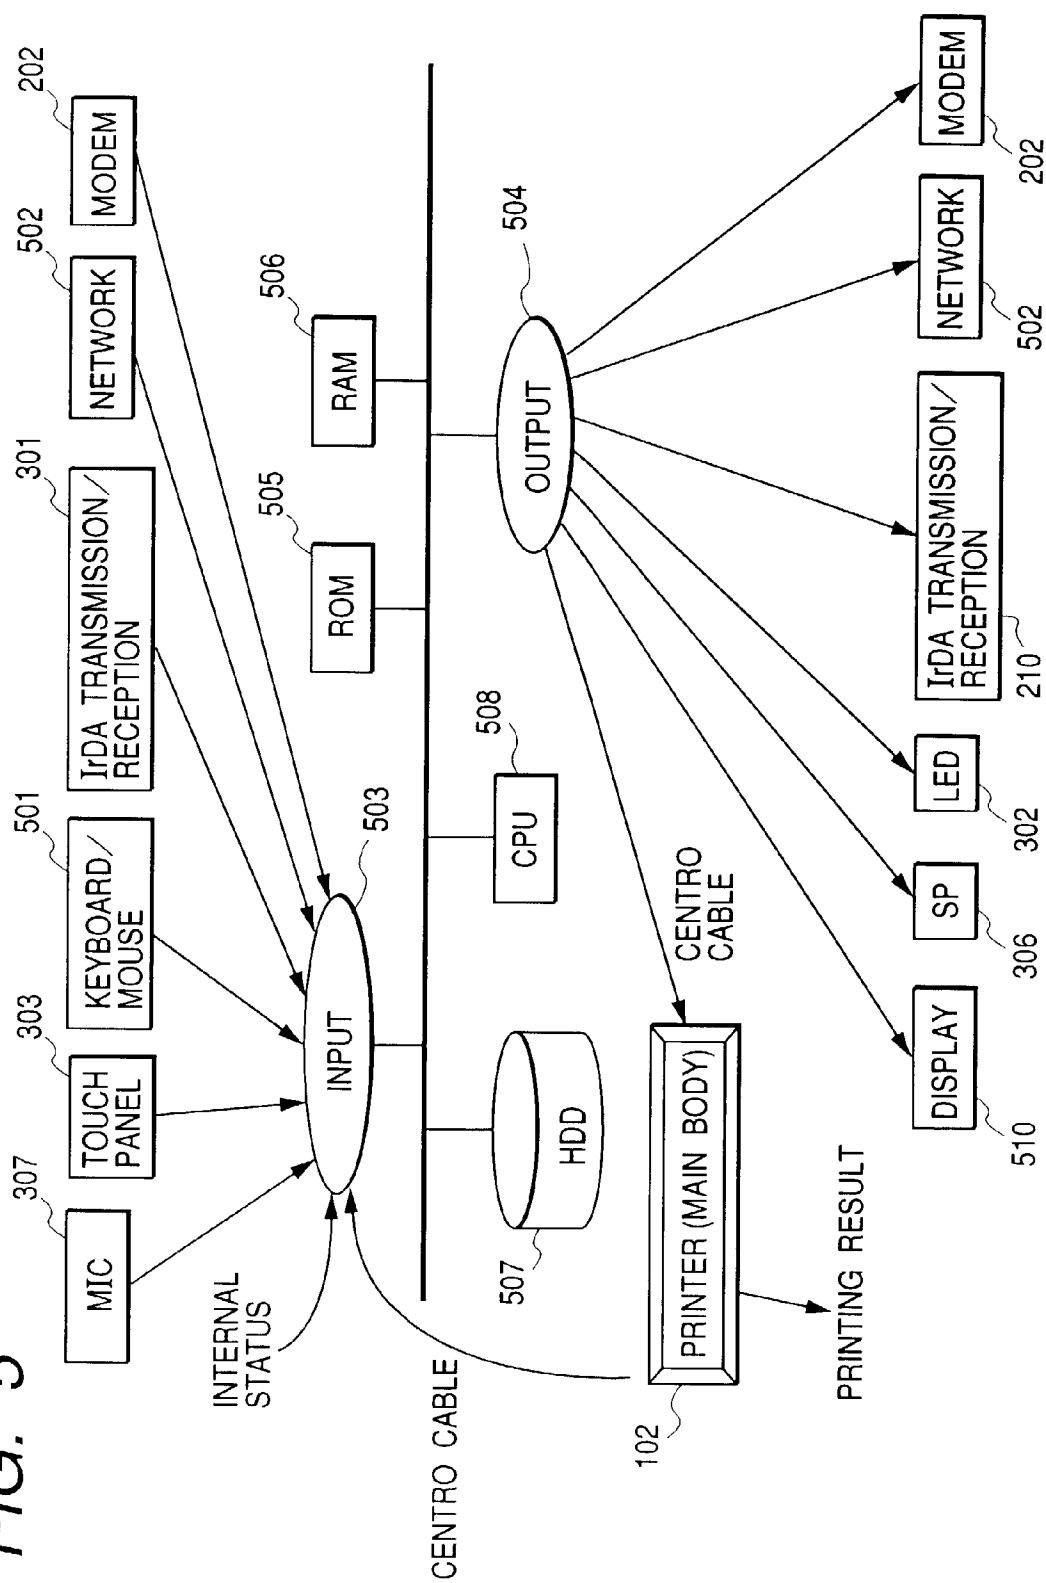 FIG. 5
307
MIC
303
TOUCH
PANEL
501
KEYBOARD/
MOUSE
301
IrDA TRANSMISSION/
RECEPTION
502
NETWORK
202
MODEM
INTERNAL
STATUS
INPUT
503
505
ROM
506
RAM
CENTRO CABLE
507
HDD
508
CPU
504
OUTPUT
102
PRINTER (MAIN BODY)
CENTRO
CABLE
PRINTING RESULT
DISPLAY
510
SP
306
LED
302
IrDA TRANSMISSION/
RECEPTION
210
NETWORK
502
MODEM
202